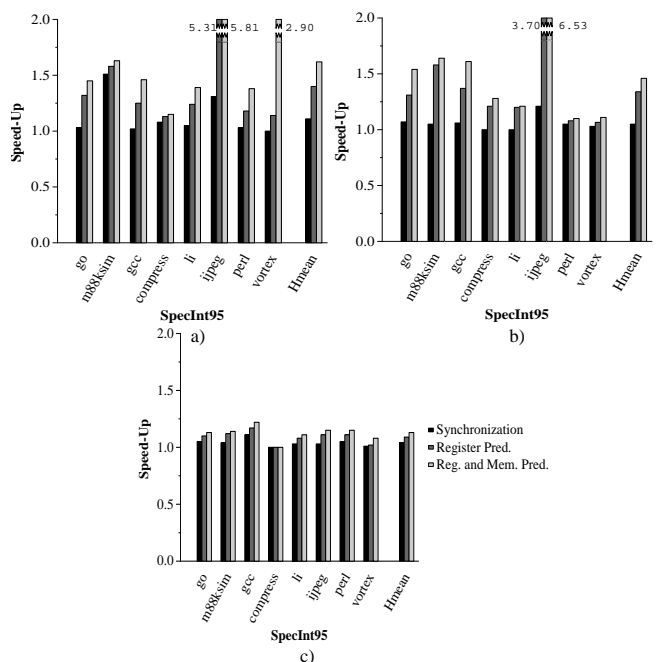 5.31 5.81 2.90
2.0
1.5
1.0
0.5
0.0
Speed-Up
go m88ksim gcc compress li ijpeg perl vortex Hmean
SpecInt95
a)
3.70 6.53
2.0
1.5
1.0
0.5
0.0
Speed-Up
go m88ksim gcc compress li ijpeg perl vortex Hmean
SpecInt95
b)
2.0
1.5
1.0
0.5
0.0
Speed-Up
go m88ksim gcc compress li ijpeg perl vortex Hmean
SpecInt95
c)
Synchronization
Register Pred.
Reg. and Mem. Pred.